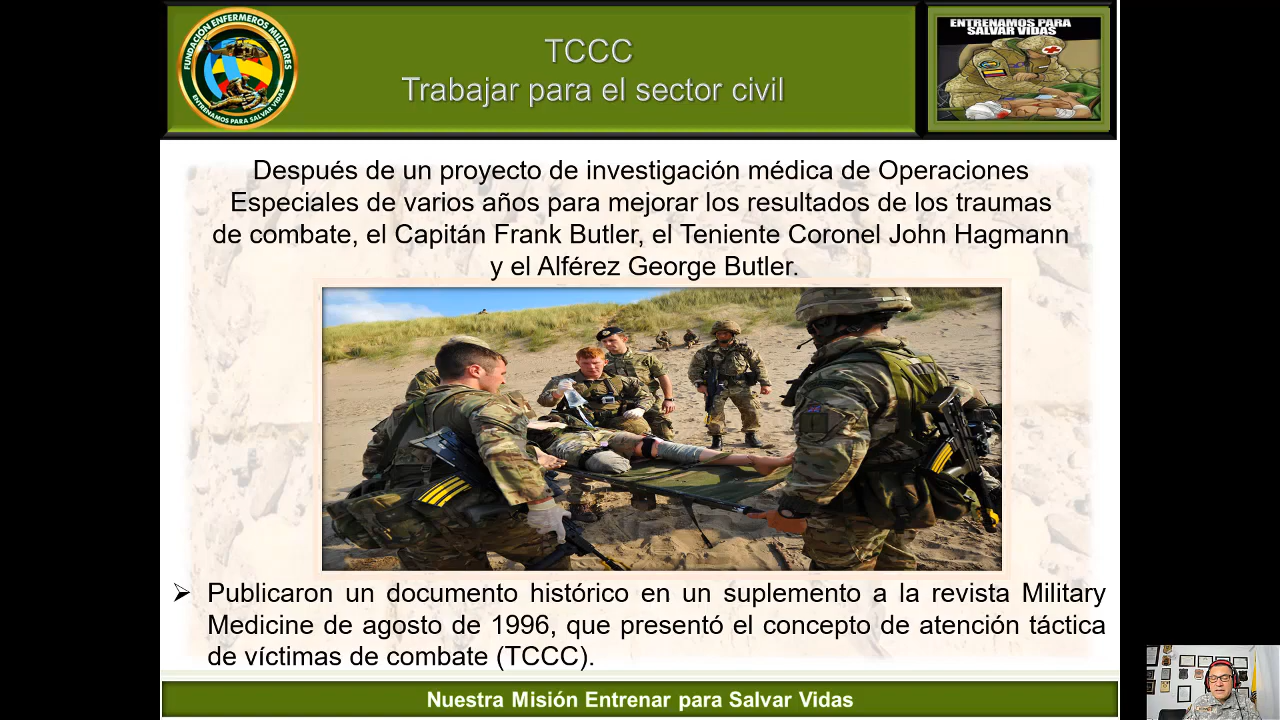 FUNDACIÓN ENFERMEROS MILITARES
ENTRENAMOS PARA SALVAR VIDAS
TCCC
Trabajar para el sector civil
ENTRENAMOS PARA
SALVAR VIDAS
Después de un proyecto de investigación médica de Operaciones
Especiales de varios años para mejorar los resultados de los traumas
de combate, el Capitán Frank Butler, el Teniente Coronel John Hagmann
y el Alférez George Butler.
➢ Publicaron un documento histórico en un suplemento a la revista Military
Medicine de agosto de 1996, que presentó el concepto de atención táctica
de víctimas de combate (TCCC).
Nuestra Misión Entrenar para Salvar Vidas